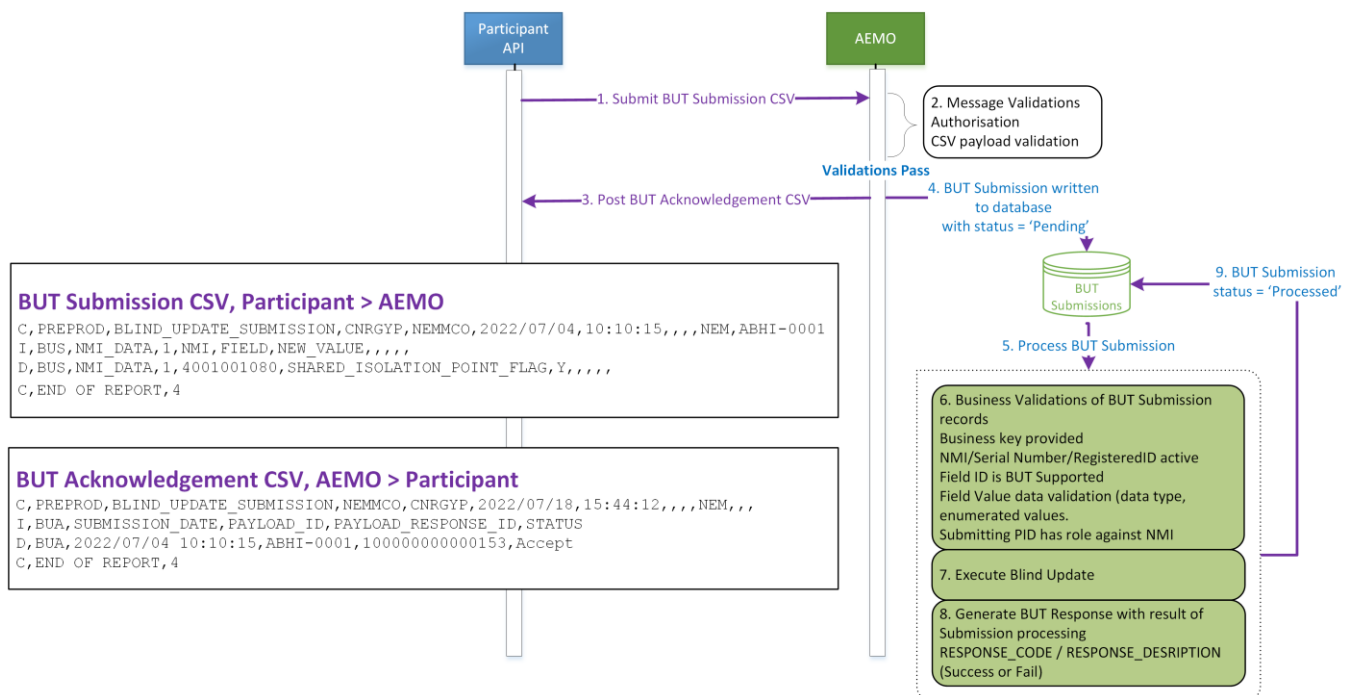 Participant
API
AEMO
1. Submit BUT Submission CSV
2. Message Validations
Authorisation
CSV payload validation
Validations Pass
3. Post BUT Acknowledgement CSV
4. BUT Submission written
to database
with status = ‘Pending’
BUT
Submissions
9. BUT Submission
status = ‘Processed’
5. Process BUT Submission
BUT Submission CSV, Participant > AEMO
C,PREPROD,BLIND_UPDATE_SUBMISSION,CNRGYP,NEMMCO,2022/07/04,10:10:15,,,,NEM,ABHI-0001
I,BUS,NMI_DATA,1,NMI,FIELD,NEW_VALUE,,,,,
D,BUS,NMI_DATA,1,4001001080,SHARED_ISOLATION_POINT_FLAG,Y,,,,,
C,END OF REPORT,4
BUT Acknowledgement CSV, AEMO > Participant
C,PREPROD,BLIND_UPDATE_SUBMISSION,NEMMCO,CNRGYP,2022/07/18,15:44:12,,,,NEM,,,
I,BUA,SUBMISSION_DATE,PAYLOAD_ID,PAYLOAD_RESPONSE_ID,STATUS
D,BUA,2022/07/04 10:10:15,ABHI-0001,100000000000153,Accept
C,END OF REPORT,4
6. Business Validations of BUT Submission
records
Business key provided
NMI/Serial Number/RegisteredID active
Field ID is BUT Supported
Field Value data validation (data type,
enumerated values.
Submitting PID has role against NMI
7. Execute Blind Update
8. Generate BUT Response with result of
Submission processing
RESPONSE_CODE / RESPONSE_DESRIPTION
(Success or Fail)